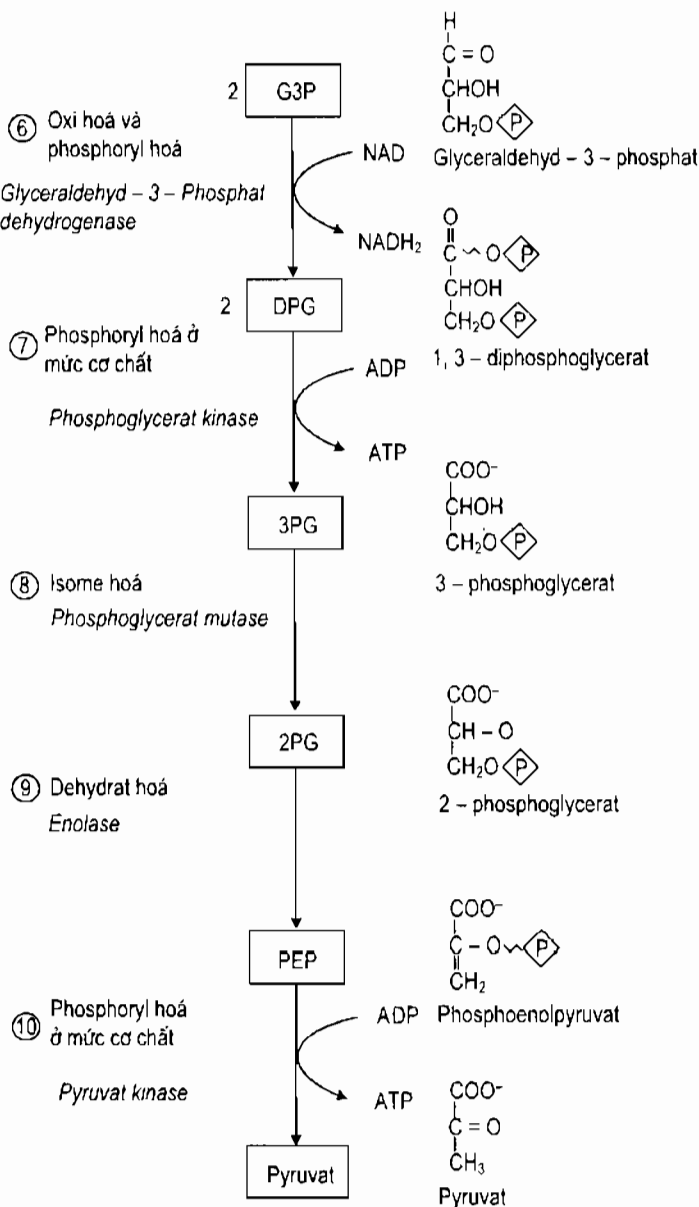 H
C = O
CHOH
CH₂O P
2 G3P
⑥ Oxi hoá và
phosphoryl hoá
NAD
Glyceraldehyd – 3 – phosphat
Glyceraldehyd – 3 – Phosphat
dehydrogenase
NADH₂
O
C ~ O P
CHOH
CH₂O P
2 DPG
1, 3 – diphosphoglycerat
⑦ Phosphoryl hoá ở
mức cơ chất
ADP
Phosphoglycerat kinase
ATP
COO⁻
CHOH
CH₂O P
3PG
3 – phosphoglycerat
⑧ Isome hoá
Phosphoglycerat mutase
COO⁻
CH – O
CH₂O P
2PG
2 – phosphoglycerat
⑨ Dehydrat hoá
Enolase
COO⁻
C – O ~ P
CH₂
PEP
Phosphoenolpyruvat
⑩ Phosphoryl hoá
ở mức cơ chất
ADP
Pyruvat kinase
ATP
COO⁻
C = O
CH₃
Pyruvat
Pyruvat